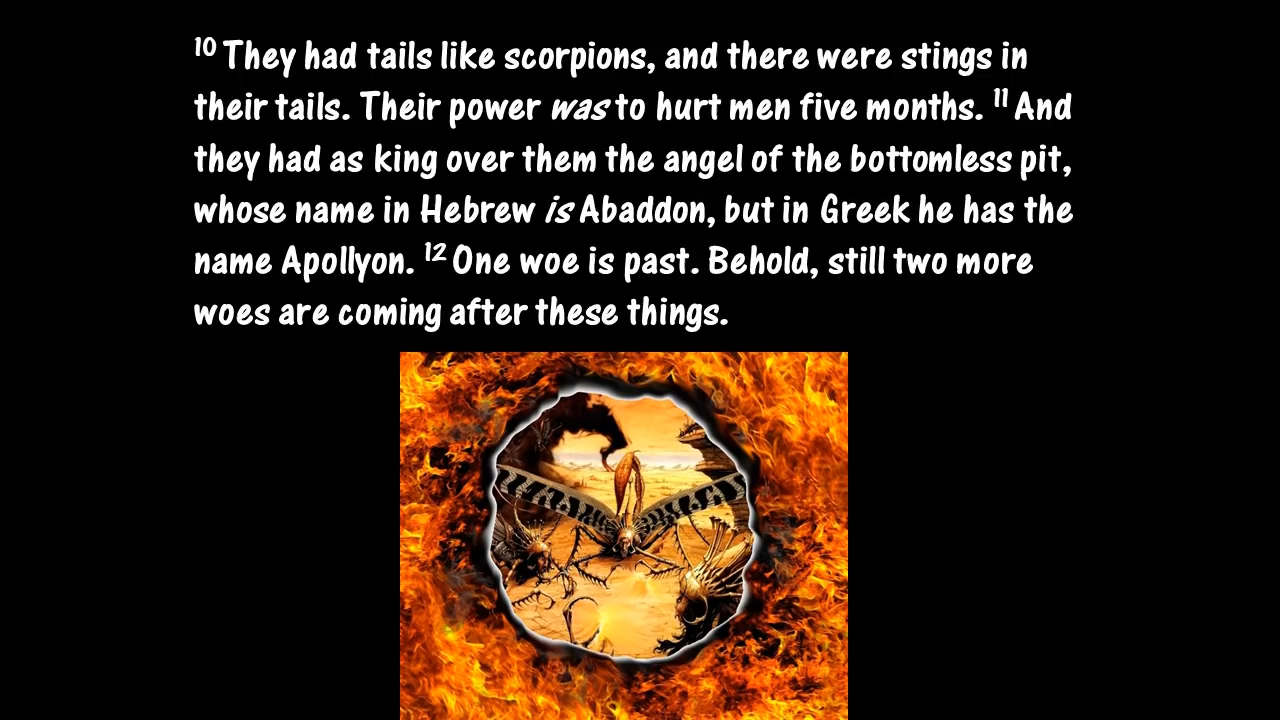 10 They had tails like scorpions, and there were stings in
their tails. Their power was to hurt men five months. 11 And
they had as king over them the angel of the bottomless pit,
whose name in Hebrew is Abaddon, but in Greek he has the
name Apollyon. 12 One woe is past. Behold, still two more
woes are coming after these things.